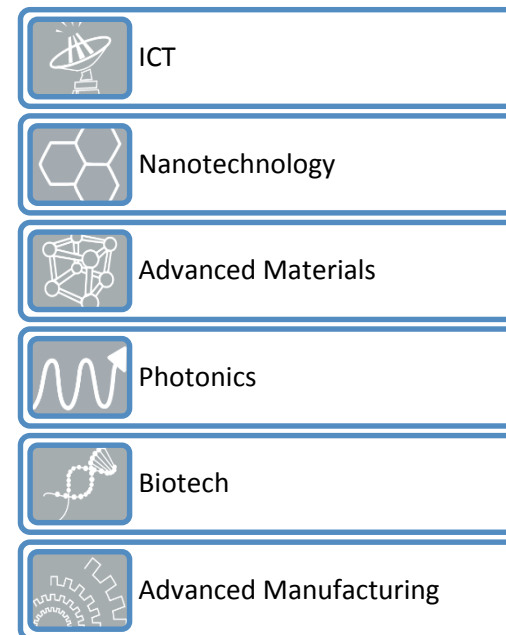 ICT
Nanotechnology
Advanced Materials
Photonics
Biotech
Advanced Manufacturing